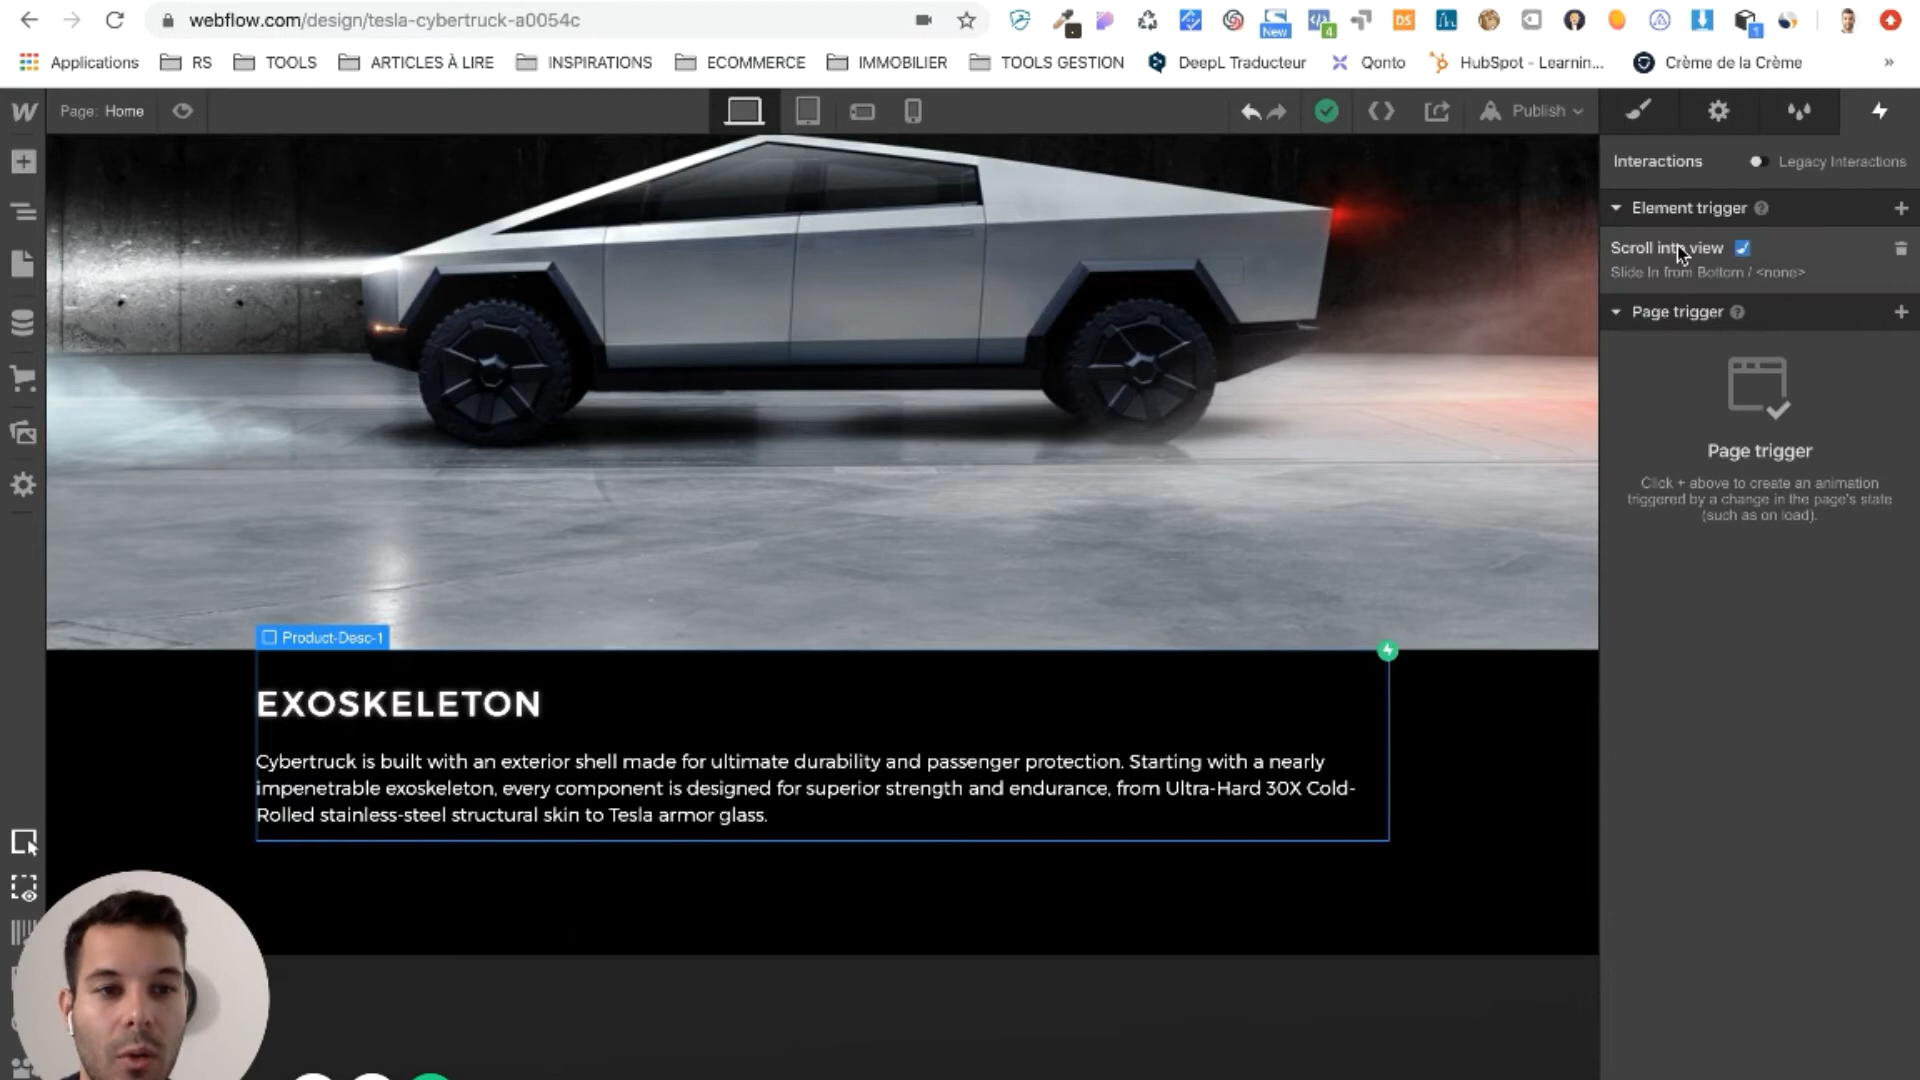 webflow.com/design/tesla-cybertruck-a0054c
New
4
DS
1
Applications
RS
TOOLS
ARTICLES À LIRE
INSPIRATIONS
ECOMMERCE
IMMOBILIER
TOOLS GESTION
DeepL Traducteur
Qonto
HubSpot - Learnin...
Crème de la Crème
»
W
Page: Home
Publish
Interactions
Legacy Interactions
Element trigger ?
Scroll into view
Slide In from Bottom / <none>
Page trigger ?
Page trigger
Click + above to create an animation
triggered by a change in the page's state
(such as on load).
Product-Desc-1
EXOSKELETON
Cybertruck is built with an exterior shell made for ultimate durability and passenger protection. Starting with a nearly
impenetrable exoskeleton, every component is designed for superior strength and endurance, from Ultra-Hard 30X Cold-
Rolled stainless-steel structural skin to Tesla armor glass.